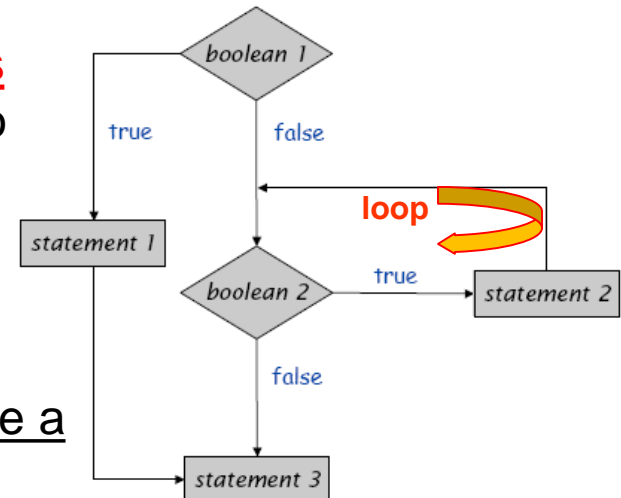 boolean 1
s
o
true
false
loop
statement 1
boolean 2
true
statement 2
false
e a
statement 3